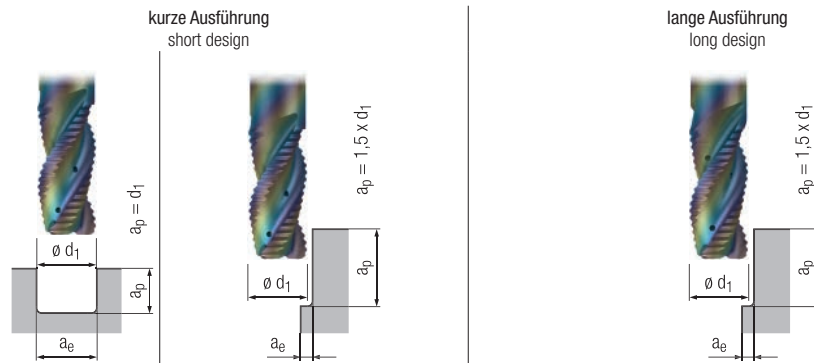 kurze Ausführung
short design
lange Ausführung
long design
ap = d1
ø d1
ap
ae
ap = 1,5 x d1
ø d1
ap
ae
ap = 1,5 x d1
ø d1
ap
ae